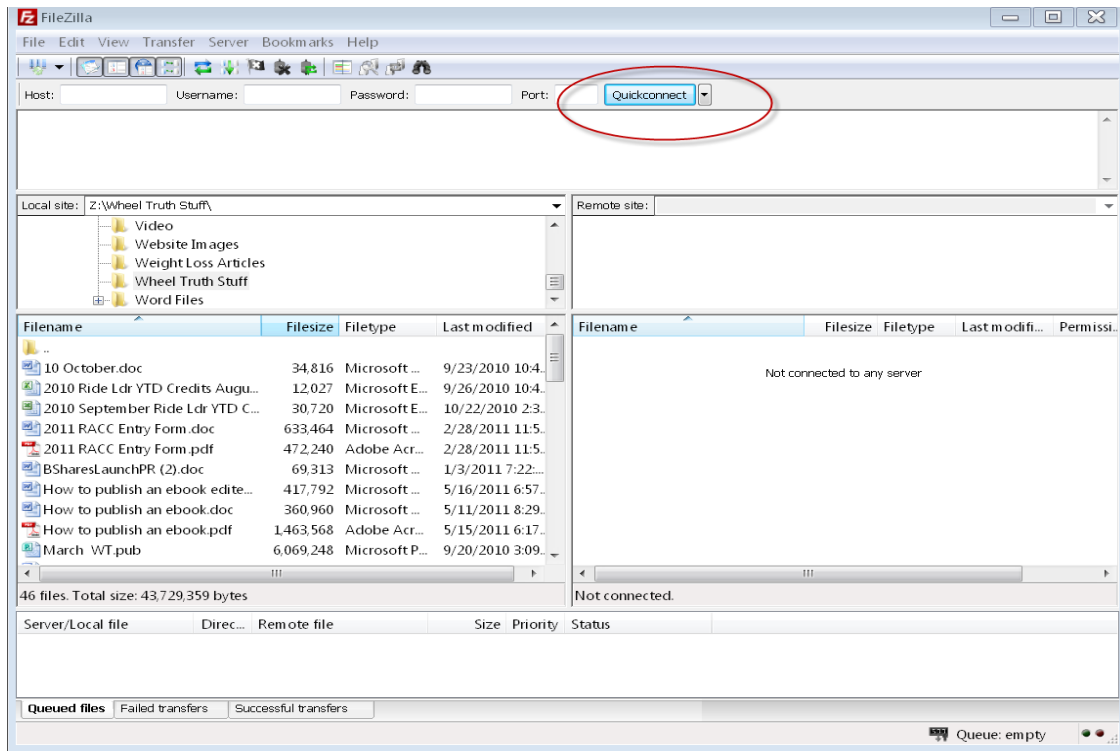 FileZilla
File Edit View Transfer Server Bookmarks Help
Host: Username: Password: Port: Quickconnect
Local site: Z:\Wheel Truth Stuff\ Remote site:
Video
Website Images
Weight Loss Articles
Wheel Truth Stuff
Word Files
Filename Filesize Filetype Last modified
..
10 October.doc 34,816 Microsoft ... 9/23/2010 10:4..
2010 Ride Ldr YTD Credits Augu... 12,027 Microsoft E... 9/26/2010 10:4..
2010 September Ride Ldr YTD C... 30,720 Microsoft E... 10/22/2010 2:3..
2011 RACC Entry Form.doc 633,464 Microsoft ... 2/28/2011 11:5..
2011 RACC Entry Form.pdf 472,240 Adobe Acr... 2/28/2011 11:5..
BSharesLaunchPR (2).doc 69,313 Microsoft ... 1/3/2011 7:22:...
How to publish an ebook edite... 417,792 Microsoft ... 5/16/2011 6:57..
How to publish an ebook.doc 360,960 Microsoft ... 5/11/2011 8:29..
How to publish an ebook.pdf 1,463,568 Adobe Acr... 5/15/2011 6:17..
March WT.pub 6,069,248 Microsoft P... 9/20/2010 3:09..
46 files. Total size: 43,729,359 bytes
Filename Filesize Filetype Last modifi... Permissi..
Not connected to any server
Not connected.
Server/Local file Direc... Remote file Size Priority Status
Queued files Failed transfers Successful transfers
Queue: empty